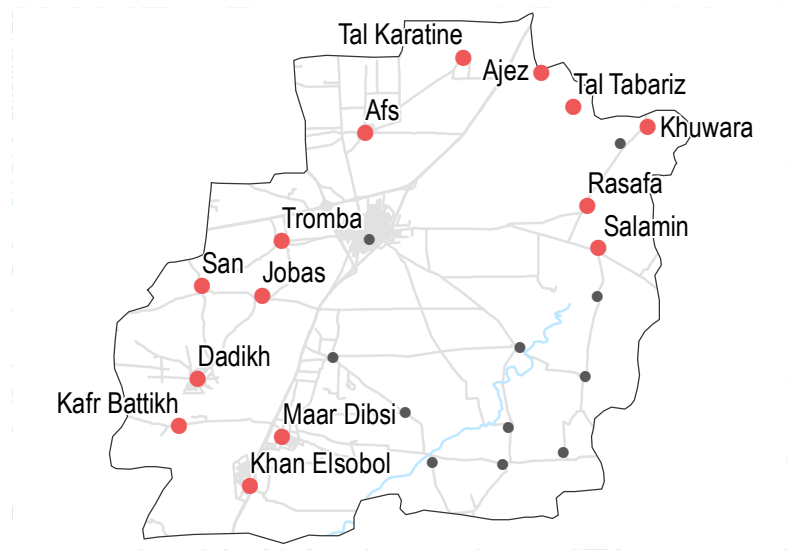 Tal Karatine
Ajez
Tal Tabariz
Afs
Khuwara
Rasafa
Tromba
Salamin
San
Jobas
Dadikh
Kafr Battikh
Maar Dibsi
Khan Elsobol